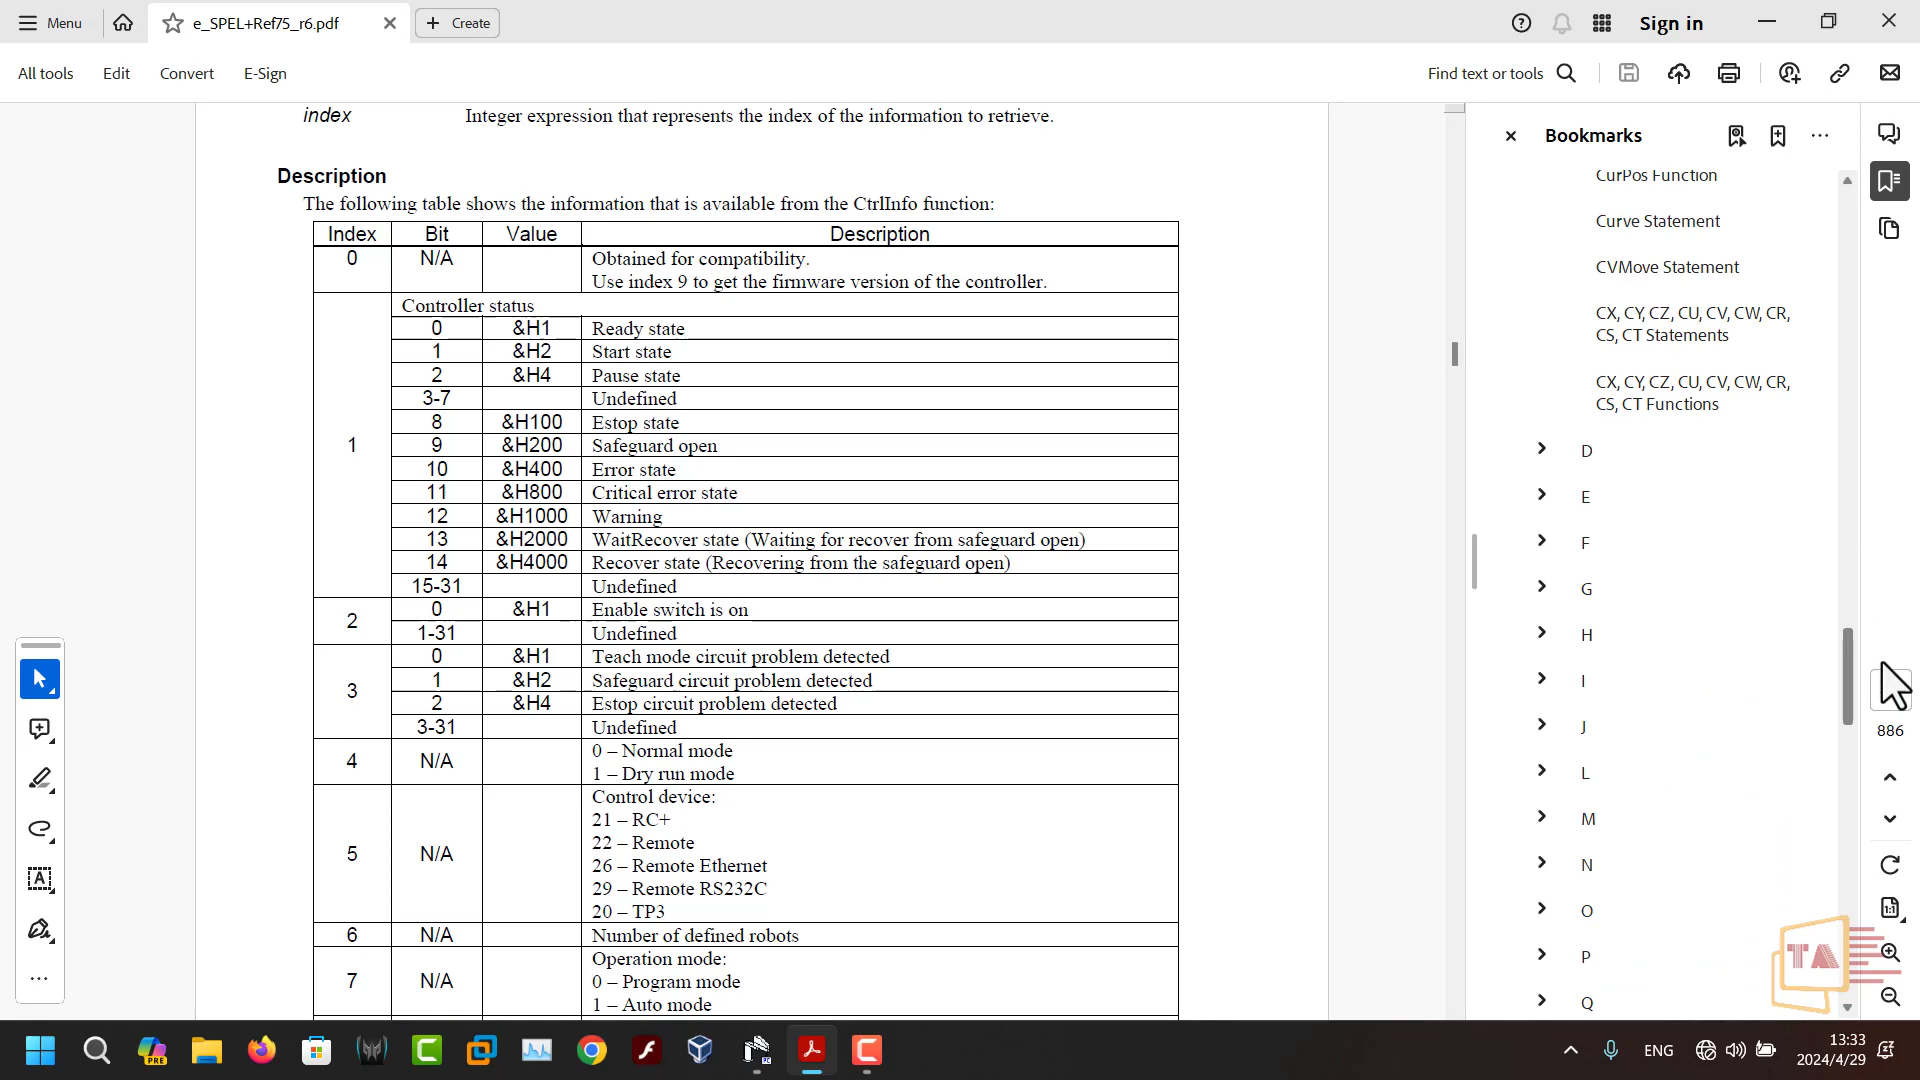 Menu
e_SPEL+Ref75_r6.pdf
Create
Sign in
All tools
Edit
Convert
E-Sign
Find text or tools
index Integer expression that represents the index of the information to retrieve.
Description
The following table shows the information that is available from the CtrlInfo function:
Index Bit Value Description
0 N/A Obtained for compatibility.
Use index 9 to get the firmware version of the controller.
1 Controller status
0 &H1 Ready state
1 &H2 Start state
2 &H4 Pause state
3-7 Undefined
8 &H100 Estop state
9 &H200 Safeguard open
10 &H400 Error state
11 &H800 Critical error state
12 &H1000 Warning
13 &H2000 WaitRecover state (Waiting for recover from safeguard open)
14 &H4000 Recover state (Recovering from the safeguard open)
15-31 Undefined
2 0 &H1 Enable switch is on
1-31 Undefined
3 0 &H1 Teach mode circuit problem detected
1 &H2 Safeguard circuit problem detected
2 &H4 Estop circuit problem detected
3-31 Undefined
4 N/A 0 – Normal mode
1 – Dry run mode
5 N/A Control device:
21 – RC+
22 – Remote
26 – Remote Ethernet
29 – Remote RS232C
20 – TP3
6 N/A Number of defined robots
7 N/A Operation mode:
0 – Program mode
1 – Auto mode
Bookmarks
CurPos Function
Curve Statement
CVMove Statement
CX, CY, CZ, CU, CV, CW, CR,
CS, CT Statements
CX, CY, CZ, CU, CV, CW, CR,
CS, CT Functions
D
E
F
G
H
I
J
L
M
N
O
P
Q
886
TA
ENG
13:33
2024/4/29